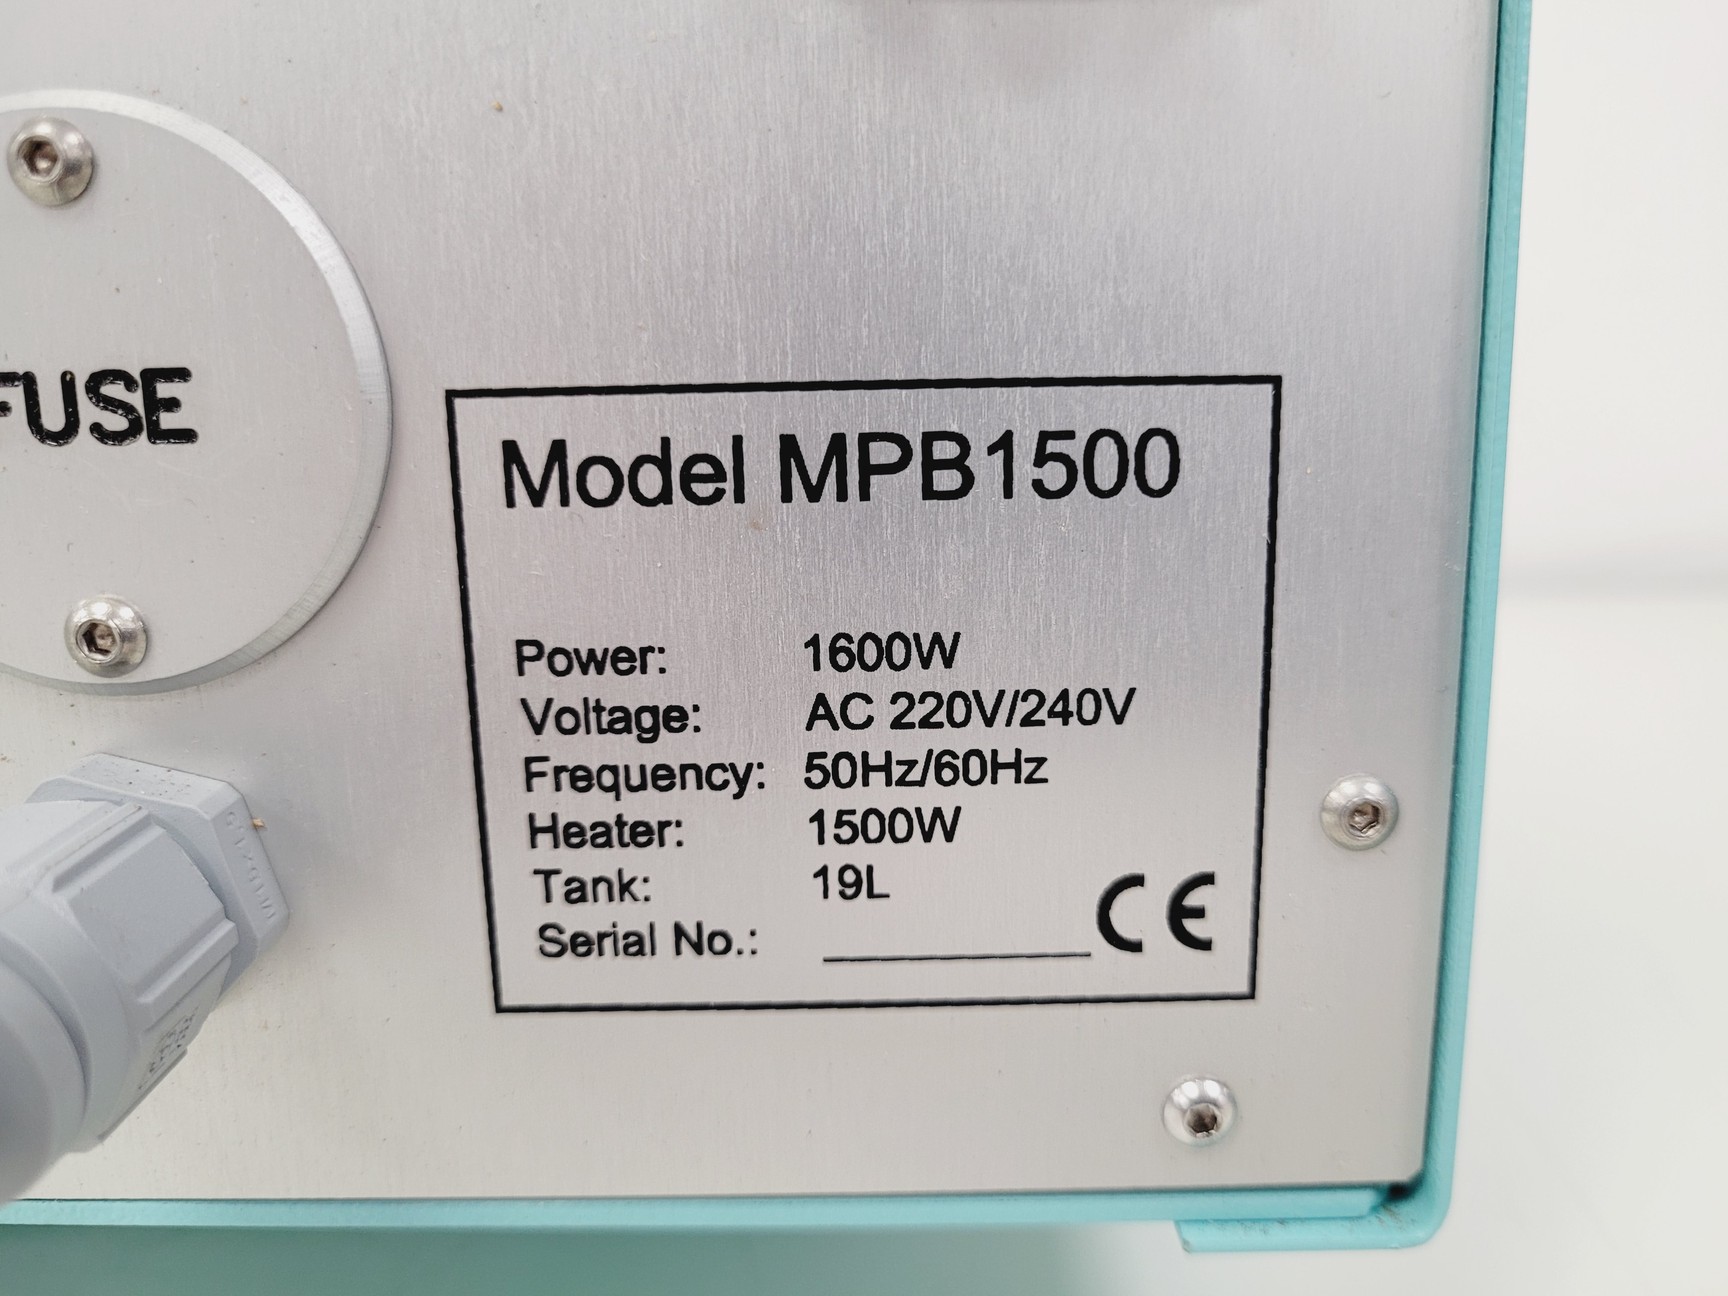 FUSE
Model MPB1500
Power: 1600W
Voltage: AC 220V/240V
Frequency: 50Hz/60Hz
Heater: 1500W
Tank: 19L
Serial No.:
CE